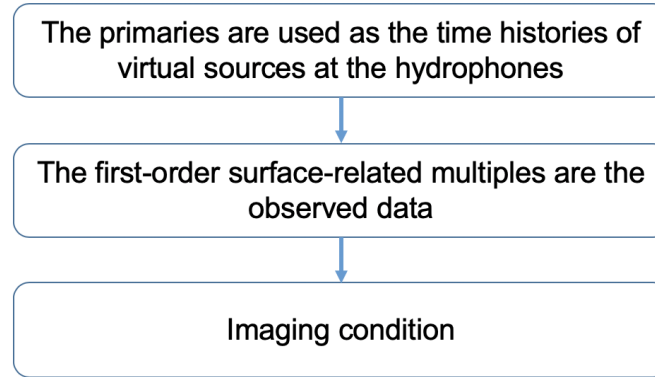 The primaries are used as the time histories of
virtual sources at the hydrophones
The first-order surface-related multiples are the
observed data
Imaging condition